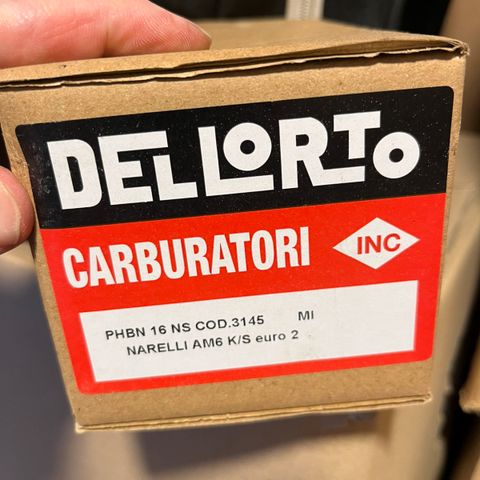 DELLORTO
CARBURATORI INC
PHBN 16 NS COD.3145 MI
NARELLI AM6 K/S euro 2